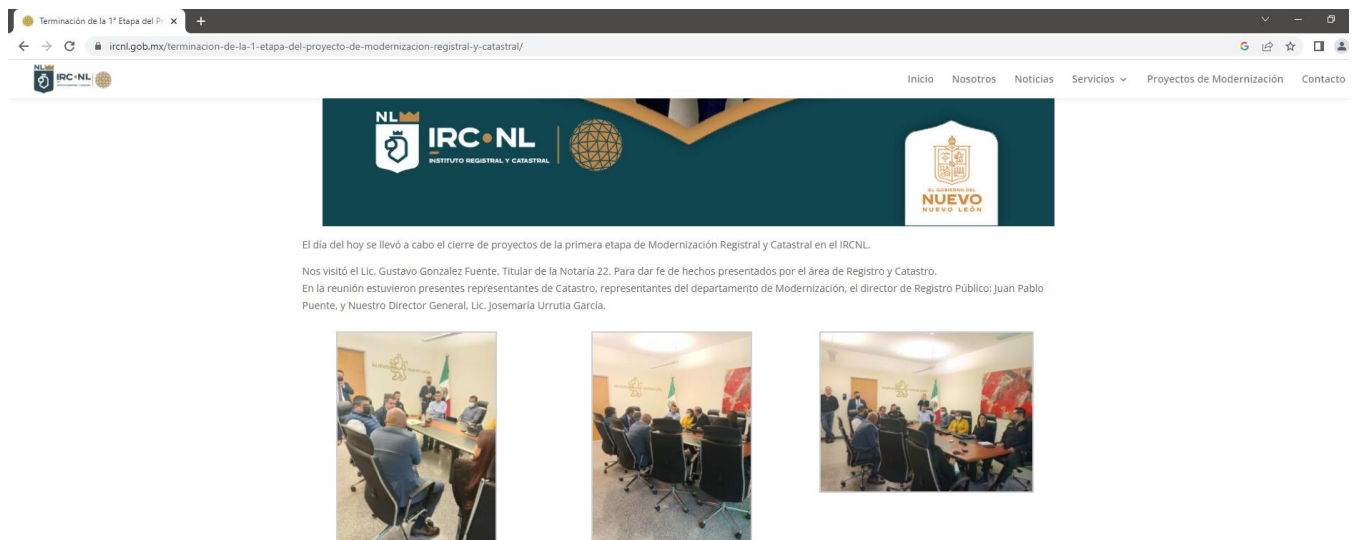 Terminación de la 1° Etapa del Pr
ircnl.gob.mx/terminacion-de-la-1-etapa-del-proyecto-de-modernizacion-registral-y-catastral/
NL
IRC•NL
Inicio Nosotros Noticias Servicios Proyectos de Modernización Contacto
NL
IRC•NL
INSTITUTO REGISTRAL Y CATASTRAL
EL GOBIERNO DEL
NUEVO
NUEVO LEÓN
El día del hoy se llevó a cabo el cierre de proyectos de la primera etapa de Modernización Registral y Catastral en el IRCNL.
Nos visitó el Lic. Gustavo Gonzalez Fuente, Titular de la Notaría 22. Para dar fe de hechos presentados por el área de Registro y Catastro.
En la reunión estuvieron presentes representantes de Catastro, representantes del departamento de Modernización, el director de Registro Público: Juan Pablo
Puente, y Nuestro Director General, Lic. Josemaría Urrutia García.